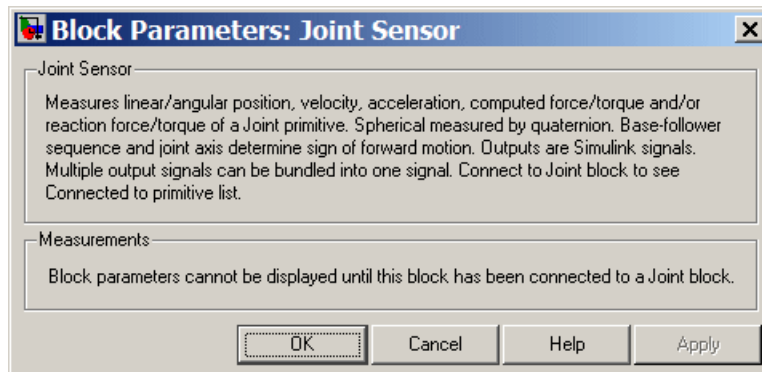 Block Parameters: Joint Sensor
Joint Sensor
Measures linear/angular position, velocity, acceleration, computed force/torque and/or
reaction force/torque of a Joint primitive. Spherical measured by quaternion. Base-follower
sequence and joint axis determine sign of forward motion. Outputs are Simulink signals.
Multiple output signals can be bundled into one signal. Connect to Joint block to see
Connected to primitive list.
Measurements
Block parameters cannot be displayed until this block has been connected to a Joint block.
OK Cancel Help Apply